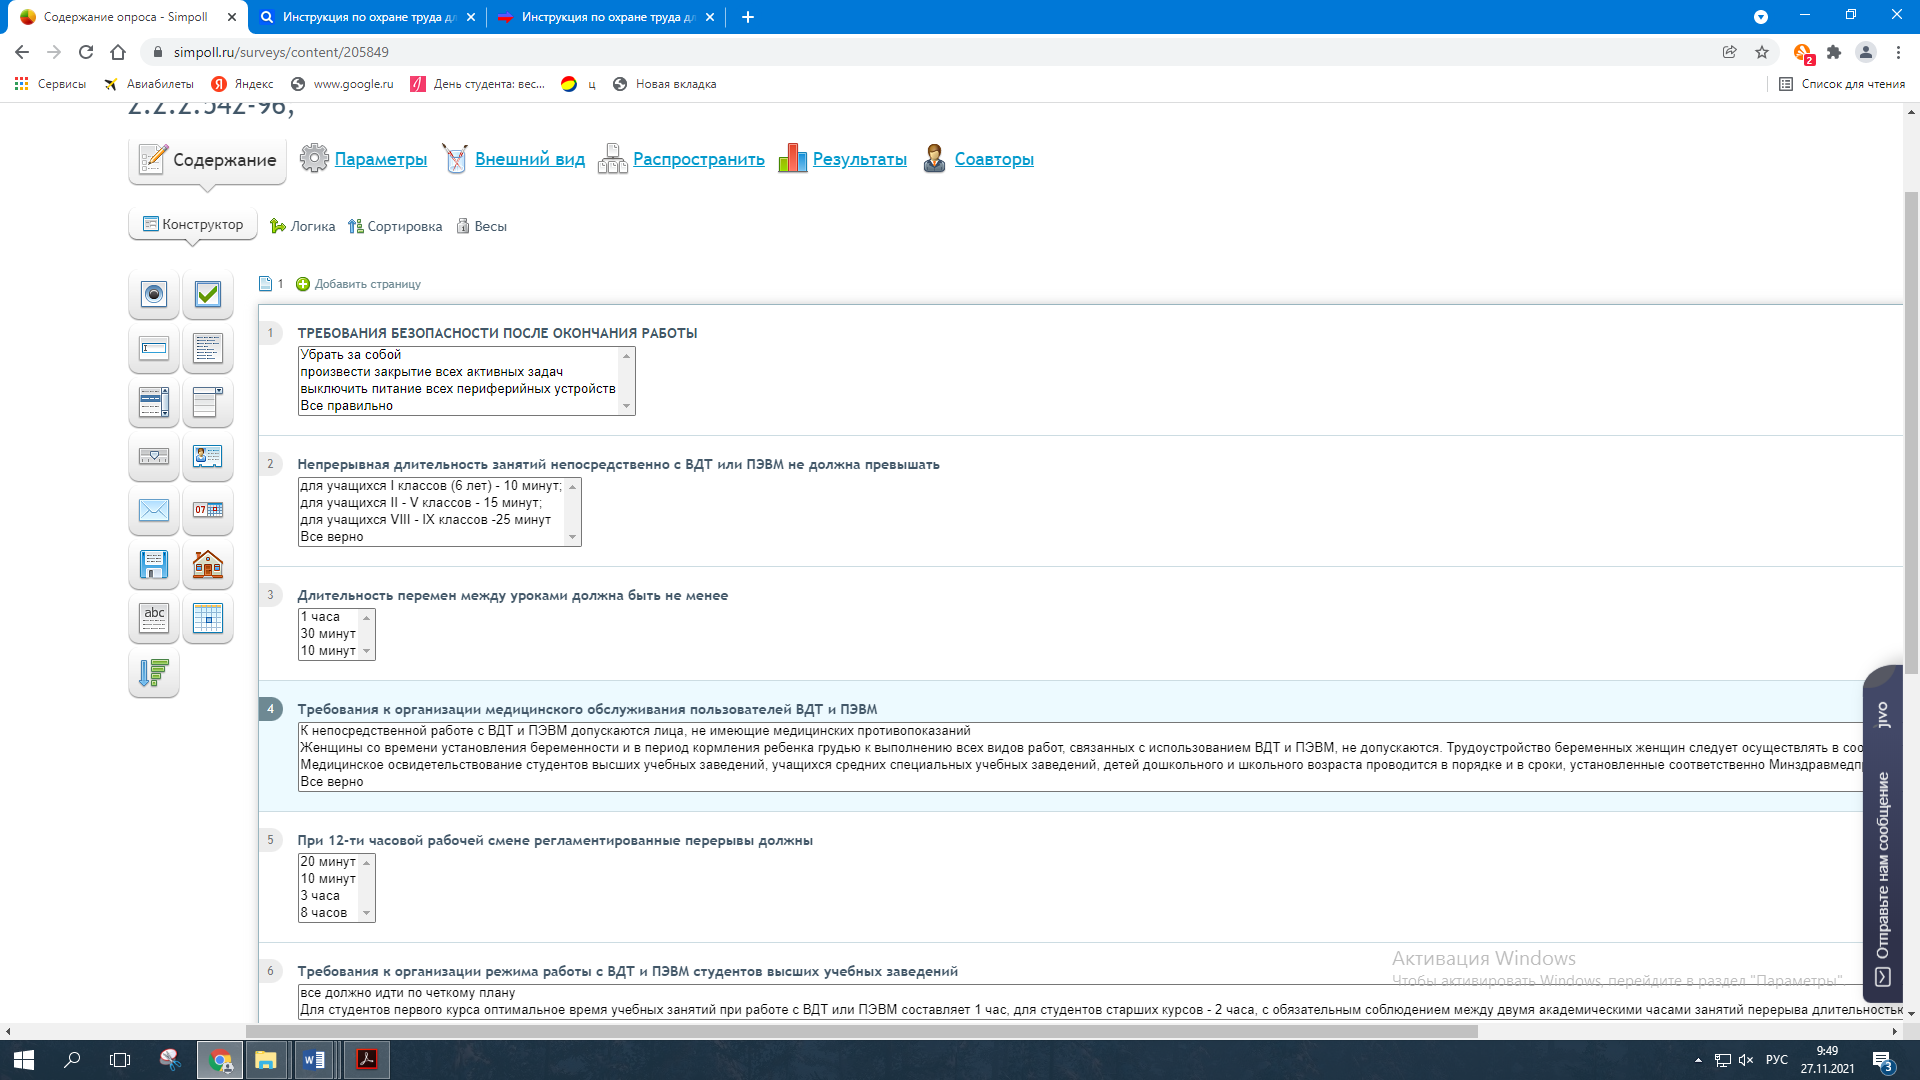 Содержание опроса - Simpoll
Инструкция по охране труда дл
Инструкция по охране труда дл
simpoll.ru/surveys/content/205849
2
Сервисы
Авиабилеты
Яндекс
www.google.ru
День студента: вес...
ц
Новая вкладка
Список для чтения
2.2.2.542-96,
Содержание
Параметры
Внешний вид
Распространить
Результаты
Соавторы
Конструктор
Логика
Сортировка
Весы
1
Добавить страницу
07
abc
1
ТРЕБОВАНИЯ БЕЗОПАСНОСТИ ПОСЛЕ ОКОНЧАНИЯ РАБОТЫ
Убрать за собой
произвести закрытие всех активных задач
выключить питание всех периферийных устройств
Все правильно
2
Непрерывная длительность занятий непосредственно с ВДТ или ПЭВМ не должна превышать
для учащихся I классов (6 лет) - 10 минут;
для учащихся II - V классов - 15 минут;
для учащихся VIII - IX классов -25 минут
Все верно
3
Длительность перемен между уроками должна быть не менее
1 часа
30 минут
10 минут
4
Требования к организации медицинского обслуживания пользователей ВДТ и ПЭВМ
К непосредственной работе с ВДТ и ПЭВМ допускаются лица, не имеющие медицинских противопоказаний
Женщины со времени установления беременности и в период кормления ребенка грудью к выполнению всех видов работ, связанных с использованием ВДТ и ПЭВМ, не допускаются. Трудоустройство беременных женщин следует осуществлять в соо
Медицинское освидетельствование студентов высших учебных заведений, учащихся средних специальных учебных заведений, детей дошкольного и школьного возраста проводится в порядке и в сроки, установленные соответственно Минздравмедпр
Все верно
5
При 12-ти часовой рабочей смене регламентированные перерывы должны
20 минут
10 минут
3 часа
8 часов
6
Требования к организации режима работы с ВДТ и ПЭВМ студентов высших учебных заведений
все должно идти по четкому плану
Для студентов первого курса оптимальное время учебных занятий при работе с ВДТ или ПЭВМ составляет 1 час, для студентов старших курсов - 2 часа, с обязательным соблюдением между двумя академическими часами занятий перерыва длительностью
jivo
Отправьте нам сообщение
Активация Windows
Чтобы активировать Windows, перейдите в раздел "Параметры".
РУС
9:49
27.11.2021
3